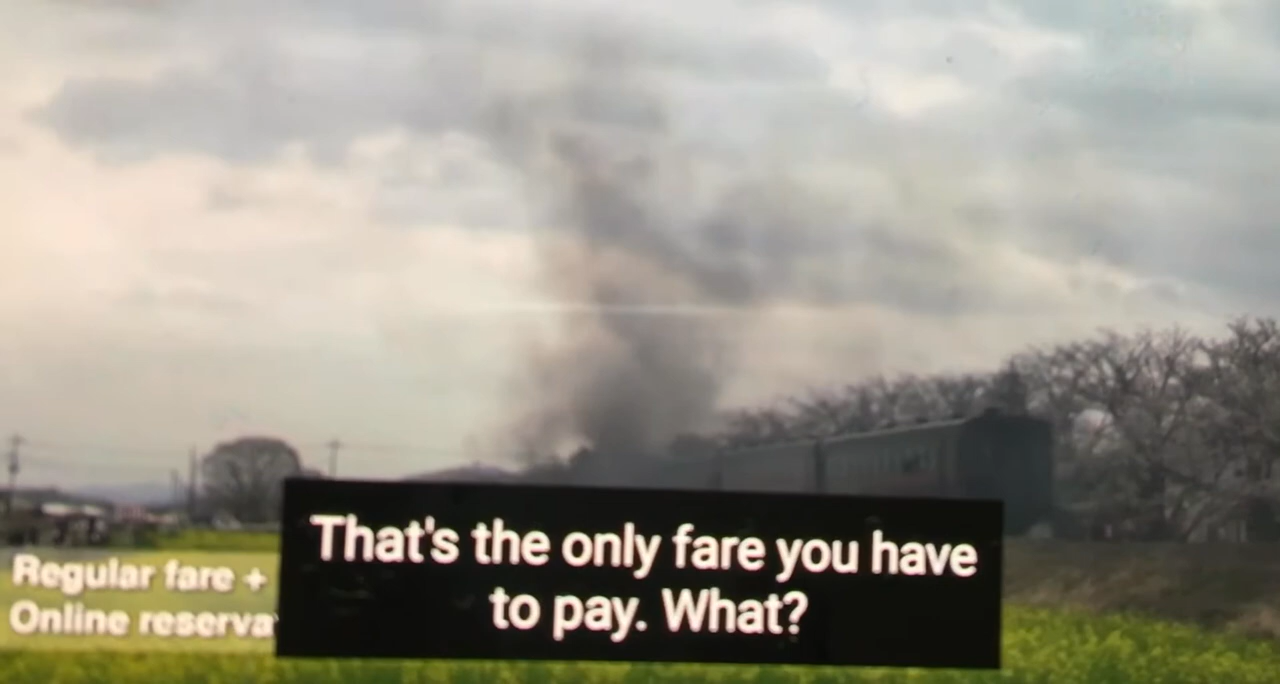 Regular fare +
Online reserva
That's the only fare you have
to pay. What?